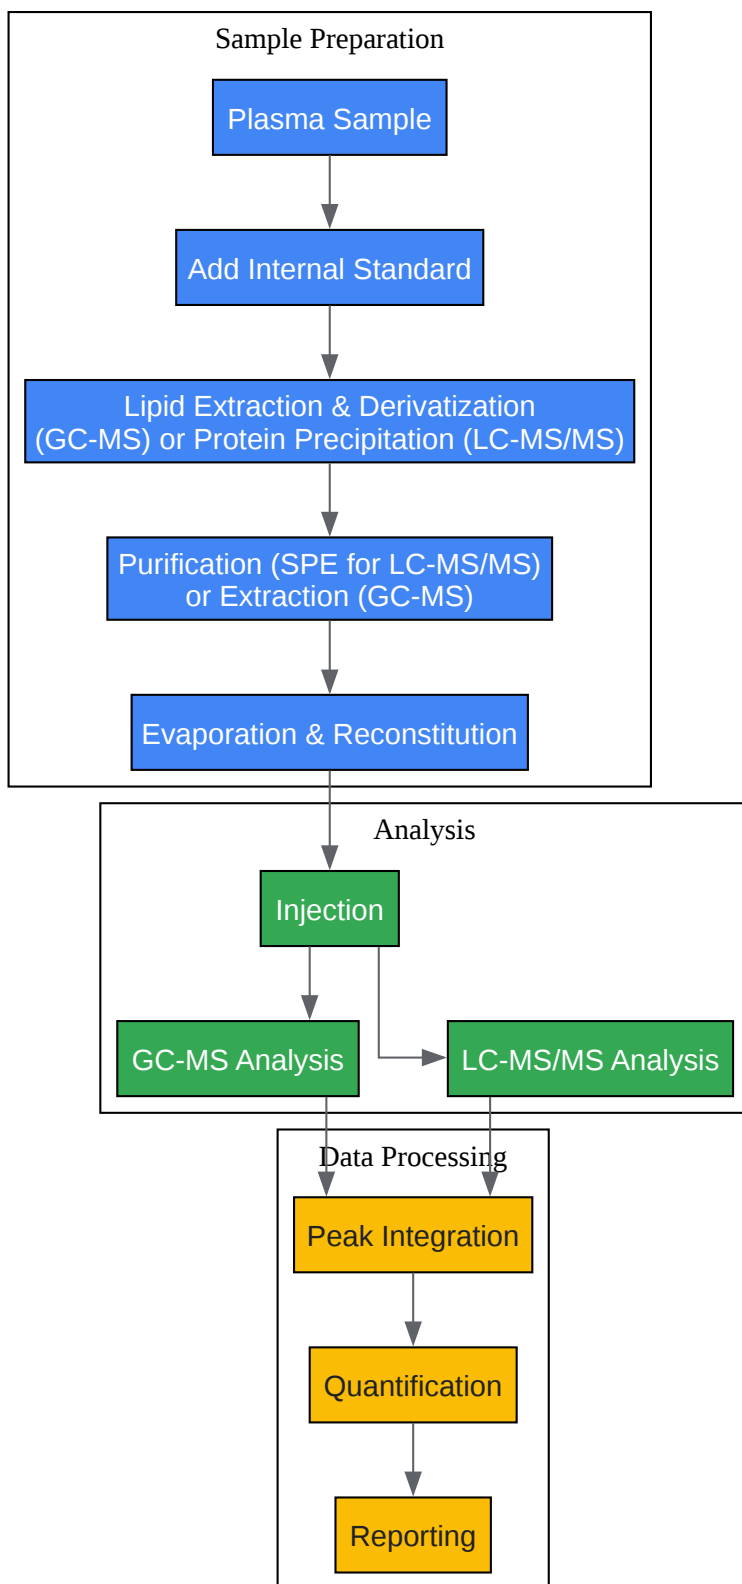 Sample Preparation
Plasma Sample
Add Internal Standard
Lipid Extraction & Derivatization
(GC-MS) or Protein Precipitation (LC-MS/MS)
Purification (SPE for LC-MS/MS)
or Extraction (GC-MS)
Evaporation & Reconstitution
Analysis
Injection
GC-MS Analysis
LC-MS/MS Analysis
Data Processing
Peak Integration
Quantification
Reporting